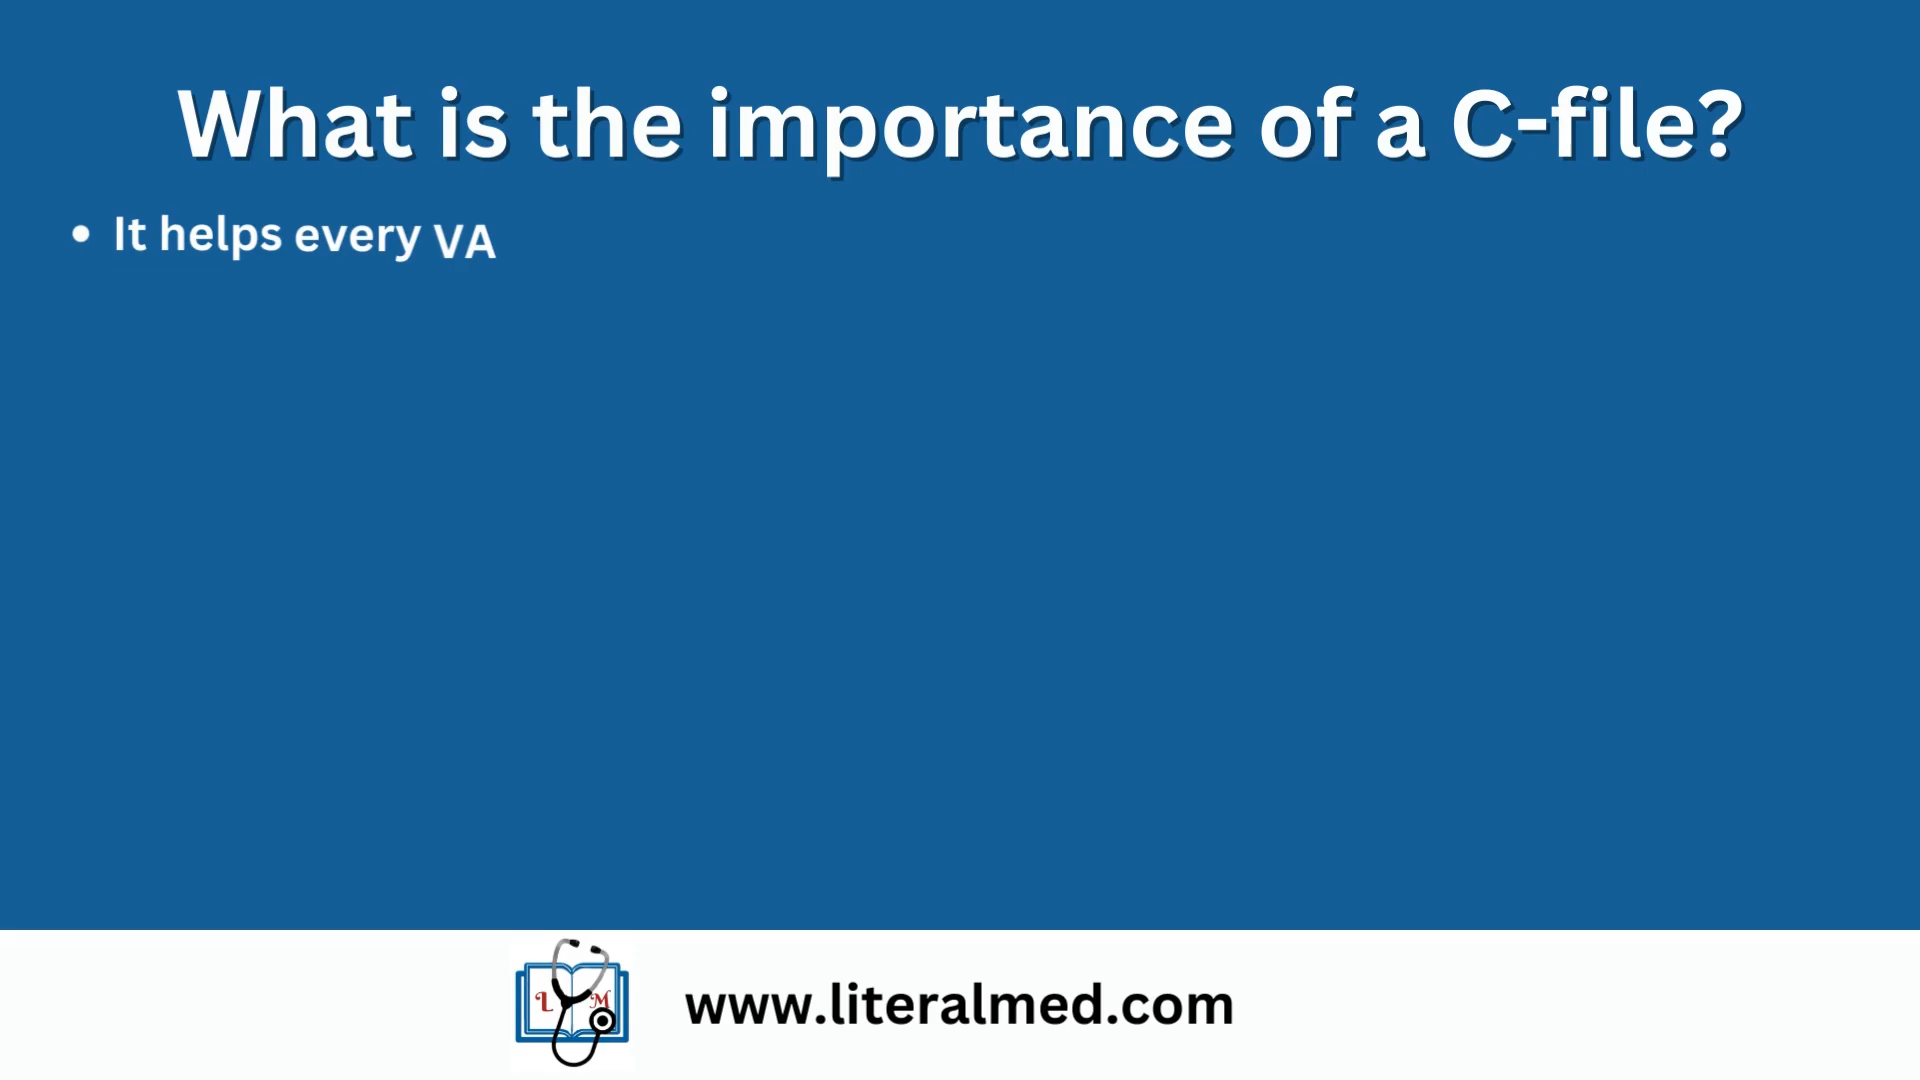 What is the importance of a C-file?
• It helps every VA
L M
www.literalmed.com